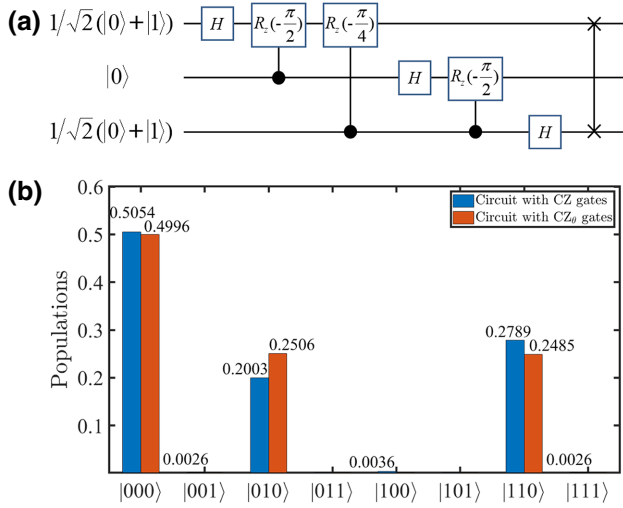 (a)
1/√2(|0⟩+|1⟩) H R_z(-π/2) R_z(-π/4)
|0⟩ H R_z(-π/2)
1/√2(|0⟩+|1⟩) H
(b)
Populations
0.6
0.5
0.4
0.3
0.2
0.1
Circuit with CZ gates
Circuit with CZ_θ gates
0.5054
0.4996
0.0026
0.2003
0.2506
0.0036
0.2789
0.2485
0.0026
|000⟩ |001⟩ |010⟩ |011⟩ |100⟩ |101⟩ |110⟩ |111⟩